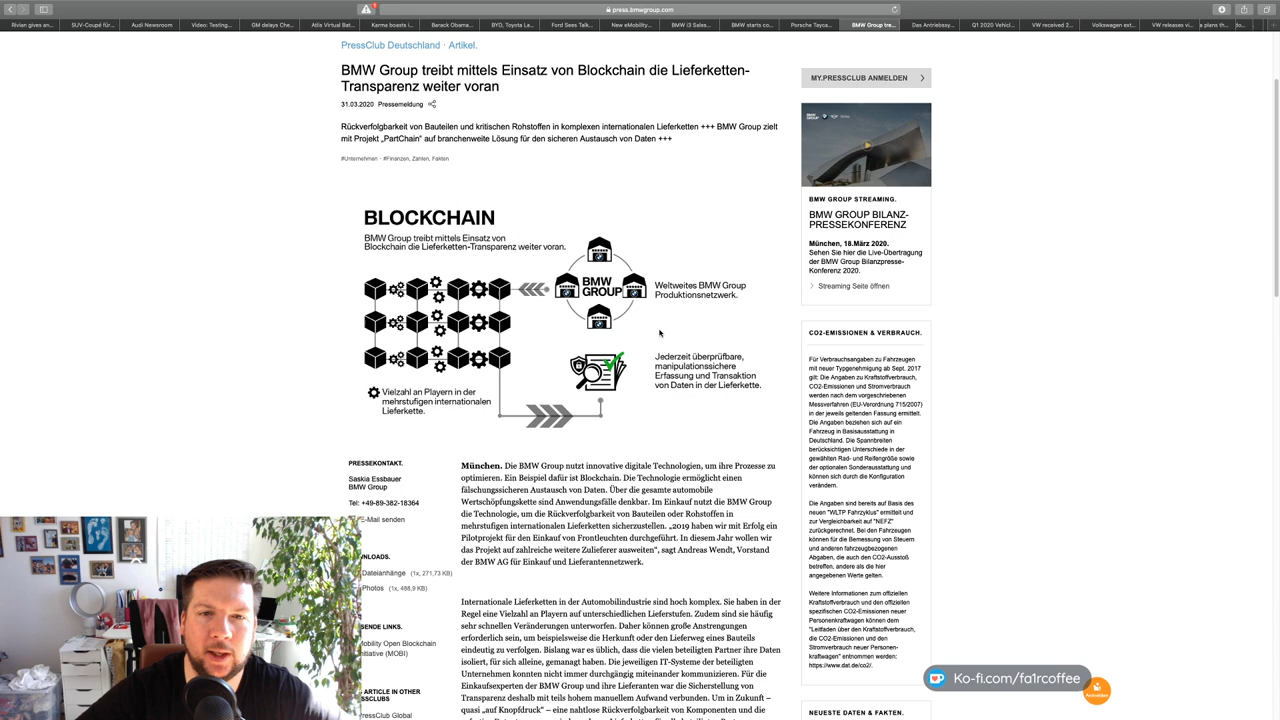 press.bmwgroup.com
Rivian gives an...
SUV-Coupé für...
Audi Newsroom
Video: Testing...
GM delays Che...
Atlis Virtual Bat...
Karma boosts i...
Barack Obama...
BYD, Toyota La...
Ford Sees Talk...
New eMobility...
BMW i3 Sales...
BMW starts co...
Porsche Tayca...
BMW Group tre...
Das Antriebssy...
Q1 2020 Vehicl...
VW received 2...
Volkswagen ext...
VW releases vi...
PressClub Deutschland · Artikel.
BMW Group treibt mittels Einsatz von Blockchain die Lieferketten-
Transparenz weiter voran
31.03.2020 Pressemeldung
Rückverfolgbarkeit von Bauteilen und kritischen Rohstoffen in komplexen internationalen Lieferketten +++ BMW Group zielt
mit Projekt „PartChain" auf branchenweite Lösung für den sicheren Austausch von Daten +++
#Unternehmen · #Finanzen, Zahlen, Fakten
BLOCKCHAIN
BMW Group treibt mittels Einsatz von
Blockchain die Lieferketten-Transparenz weiter voran.
BMW
GROUP
Weltweites BMW Group
Produktionsnetzwerk.
Jederzeit überprüfbare,
manipulationssichere
Erfassung und Transaktion
von Daten in der Lieferkette.
Vielzahl an Playern in der
mehrstufigen internationalen
Lieferkette.
PRESSEKONTAKT.
Saskia Essbauer
BMW Group
Tel: +49-89-382-18364
E-Mail senden
NLOADS.
Dateianhänge (1x, 271,73 KB)
Photos (1x, 488,9 KB)
SENDE LINKS.
Mobility Open Blockchain
nitiative (MOBI)
ARTICLE IN OTHER
SSCLUBS
ressClub Global
München. Die BMW Group nutzt innovative digitale Technologien, um ihre Prozesse zu
optimieren. Ein Beispiel dafür ist Blockchain. Die Technologie ermöglicht einen
fälschungssicheren Austausch von Daten. Über die gesamte automobile
Wertschöpfungskette sind Anwendungsfälle denkbar. Im Einkauf nutzt die BMW Group
die Technologie, um die Rückverfolgbarkeit von Bauteilen oder Rohstoffen in
mehrstufigen internationalen Lieferketten sicherzustellen. „2019 haben wir mit Erfolg ein
Pilotprojekt für den Einkauf von Frontleuchten durchgeführt. In diesem Jahr wollen wir
das Projekt auf zahlreiche weitere Zulieferer ausweiten", sagt Andreas Wendt, Vorstand
der BMW AG für Einkauf und Lieferantennetzwerk.
Internationale Lieferketten in der Automobilindustrie sind hoch komplex. Sie haben in der
Regel eine Vielzahl an Playern auf unterschiedlichen Lieferstufen. Zudem sind sie häufig
sehr schnellen Veränderungen unterworfen. Daher können große Anstrengungen
erforderlich sein, um beispielsweise die Herkunft oder den Lieferweg eines Bauteils
eindeutig zu verfolgen. Bislang war es üblich, dass die vielen beteiligten Partner ihre Daten
isoliert, für sich alleine, gemanagt haben. Die jeweiligen IT-Systeme der beteiligten
Unternehmen konnten nicht immer durchgängig miteinander kommunizieren. Für die
Einkaufsexperten der BMW Group und ihre Lieferanten war die Sicherstellung von
Transparenz deshalb mit teils hohem manuellem Aufwand verbunden. Um in Zukunft –
quasi „auf Knopfdruck" – eine nahtlose Rückverfolgbarkeit von Komponenten und die
MY.PRESSCLUB ANMELDEN
BMW GROUP STREAMING.
BMW GROUP BILANZ-
PRESSEKONFERENZ
München, 18.März 2020.
Sehen Sie hier die Live-Übertragung
der BMW Group Bilanzpresse-
Konferenz 2020.
Streaming Seite öffnen
CO2-EMISSIONEN & VERBRAUCH.
Für Verbrauchsangaben zu Fahrzeugen
mit neuer Typgenehmigung ab Sept. 2017
gilt: Die Angaben zu Kraftstoffverbrauch,
CO2-Emissionen und Stromverbrauch
werden nach dem vorgeschriebenen
Messverfahren (EU-Verordnung 715/2007)
in der jeweils geltenden Fassung ermittelt.
Die Angaben beziehen sich auf ein
Fahrzeug in Basisausstattung in
Deutschland. Die Spannbreiten
berücksichtigen Unterschiede in der
gewählten Rad- und Reifengröße sowie
der optionalen Sonderausstattung und
können sich durch die Konfiguration
verändern.
Die Angaben sind bereits auf Basis des
neuen "WLTP Fahrzyklus" ermittelt und
zur Vergleichbarkeit auf "NEFZ"
zurückgerechnet. Bei den Fahrzeugen
können für die Bemessung von Steuern
und anderen fahrzeugbezogenen
Abgaben, die auch den CO2-Ausstoß
betreffen, andere als die hier
angegebenen Werte gelten.
Weitere Informationen zum offiziellen
Kraftstoffverbrauch und den offiziellen
spezifischen CO2-Emissionen neuer
Personenkraftwagen können dem
"Leitfaden über den Kraftstoffverbrauch,
die CO2-Emissionen und den
Stromverbrauch neuer Personen-
kraftwagen" entnommen werden:
https://www.dat.de/co2/.
Ko-fi.com/fa1rcoffee
NEUESTE DATEN & FAKTEN.